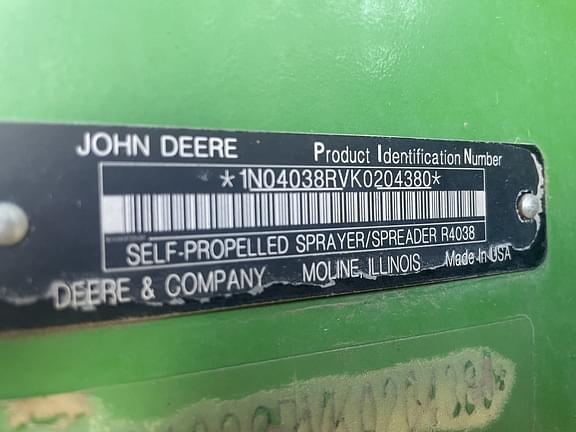 JOHN DEERE Product Identification Number
*1N04038RVK0204380*
SELF-PROPELLED SPRAYER/SPREADER R4038
DEERE & COMPANY MOLINE, ILLINOIS Made In USA